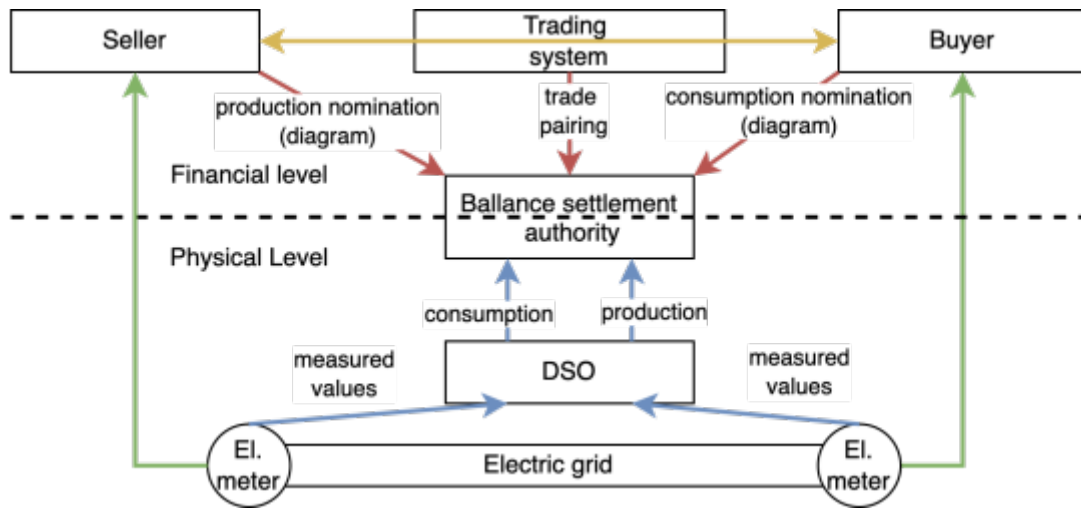 Seller
Trading
system
Buyer
production nomination
(diagram)
trade
pairing
consumption nomination
(diagram)
Financial level
Ballance settlement
authority
Physical Level
consumption
production
measured
values
DSO
measured
values
El.
meter
Electric grid
El.
meter